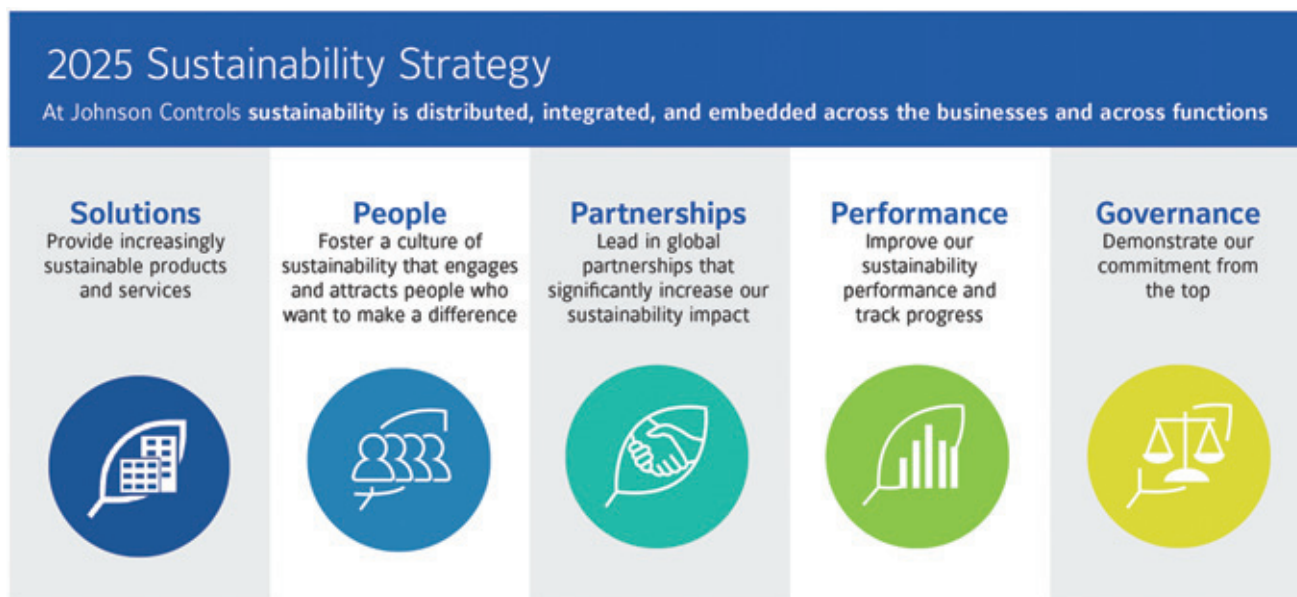 2025 Sustainability Strategy
At Johnson Controls sustainability is distributed, integrated, and embedded across the businesses and across functions
Solutions
Provide increasingly
sustainable products
and services
People
Foster a culture of
sustainability that engages
and attracts people who
want to make a difference
Partnerships
Lead in global
partnerships that
significantly increase our
sustainability impact
Performance
Improve our
sustainability
performance and
track progress
Governance
Demonstrate our
commitment from
the top